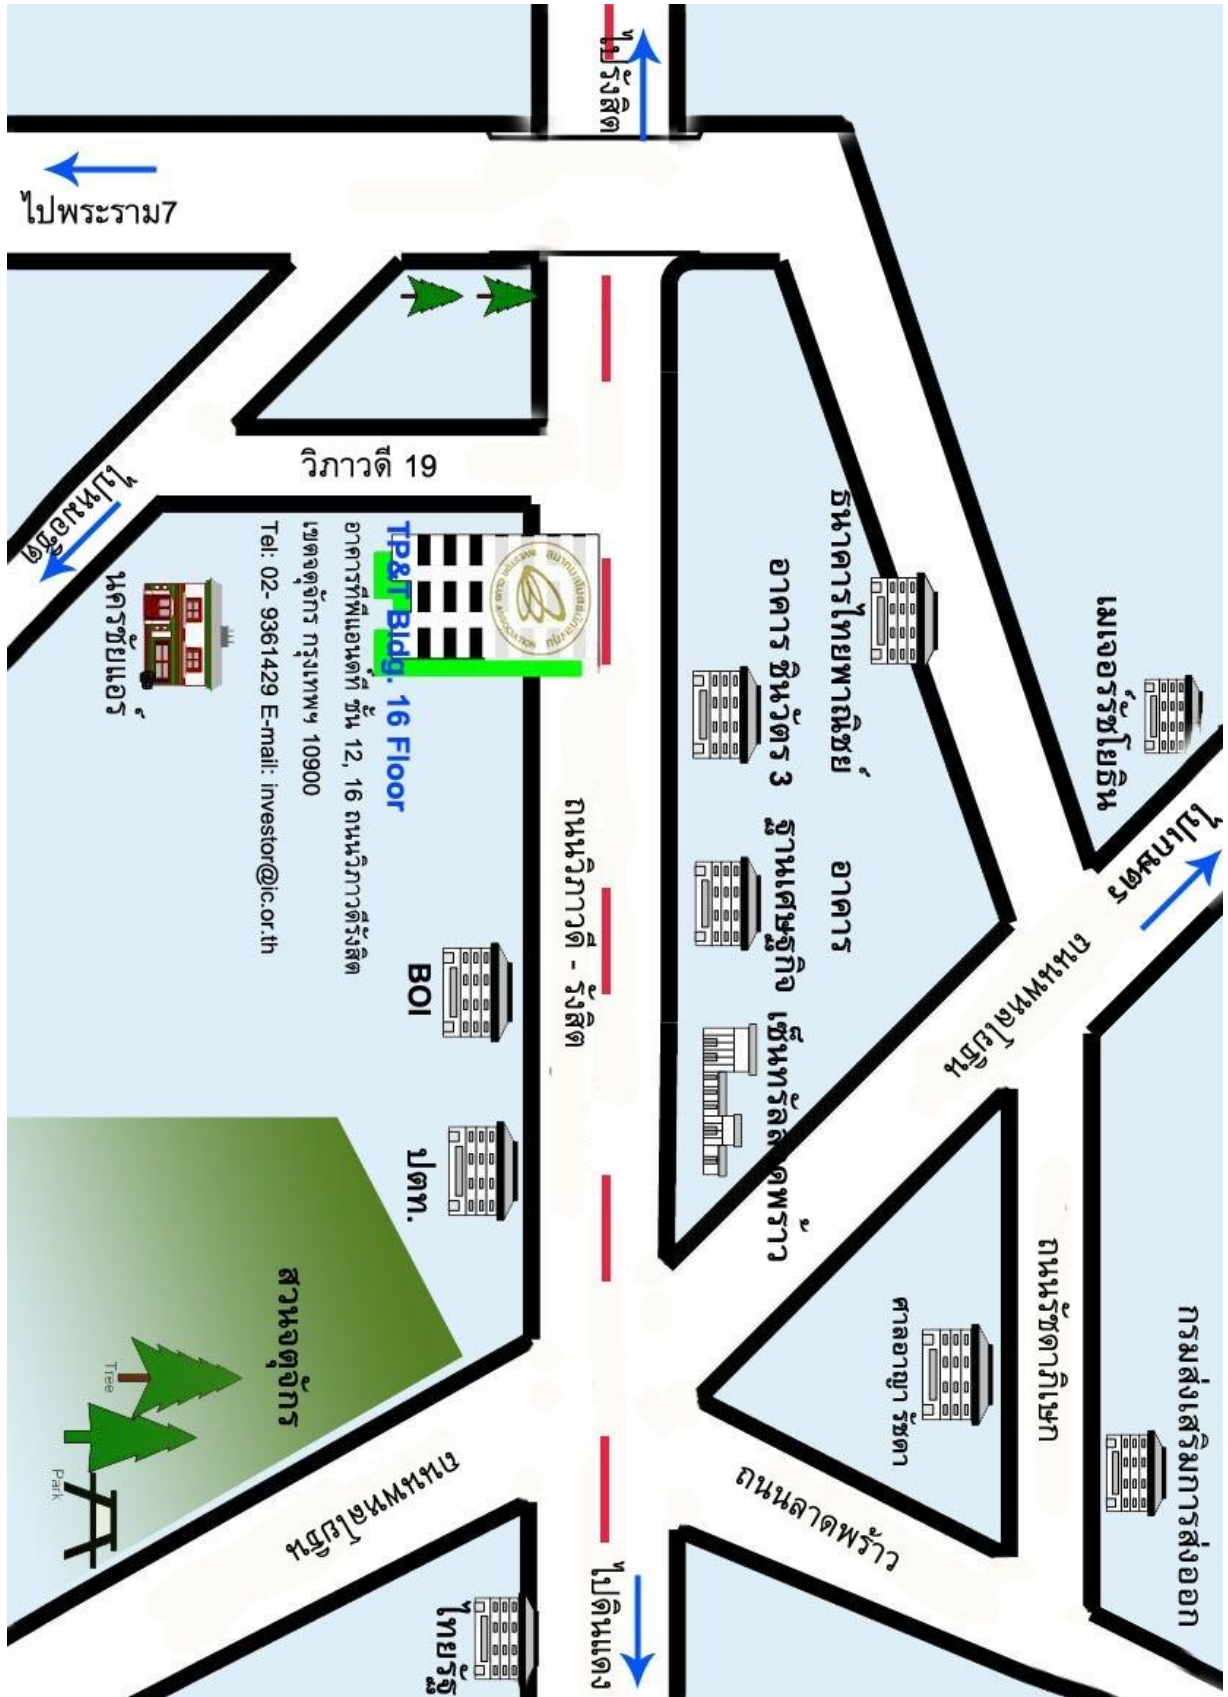 ไปรังสิต
ไปพระราม7
วิภาวดี 19
ไปหมอชิต
นครชัยแอร์
TP&T Bldg. 16 Floor
อาคารทีพีแอนด์ที ชั้น 12, 16 ถนนวิภาวดีรังสิต
เขตจตุจักร กรุงเทพฯ 10900
Tel: 02- 9361429 E-mail: investor@ic.or.th
INVESTOR CLUB ASSOCIATION
ธนาคารไทยพาณิชย์
อาคาร ชินวัตร 3
อาคาร
ฐานเศรษฐกิจ
เซ็นทรัลลาดพร้าว
เมเจอร์รัชโยธิน
ไปเกษตร
ถนนพหลโยธิน
ถนนวิภาวดี - รังสิต
BOI
ปตท.
สวนจตุจักร
Tree
Park
ถนนพหลโยธิน
ไทยรัฐ
ไปดินแดง
ถนนลาดพร้าว
ศาลอาญา รัชดา
ถนนรัชดาภิเษก
กรมส่งเสริมการส่งออก